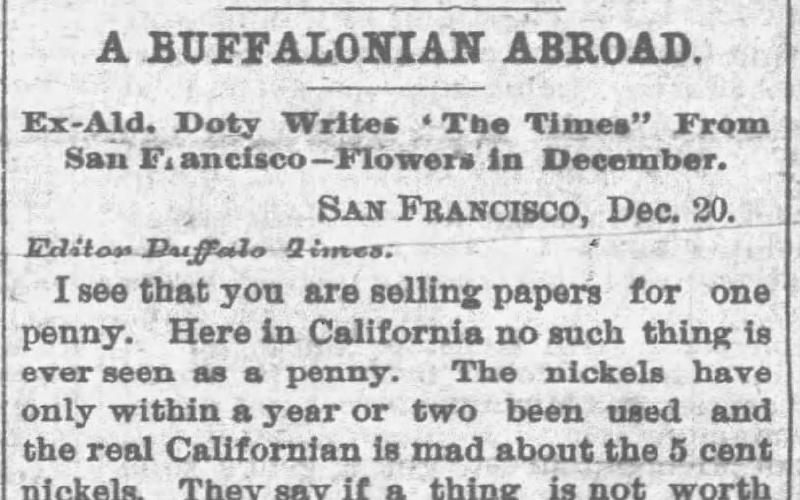 A BUFFALONIAN ABROAD.
Ex-Ald. Doty Writes ‘The Times” From
San Francisco—Flowers in December.
SAN FRANCISCO, Dec. 20.
Editor Buffalo Times:
I see that you are selling papers for one
penny. Here in California no such thing is
ever seen as a penny. The nickels have
only within a year or two been used and
the real Californian is mad about the 5 cent
nickels. They say if a thing is not worth